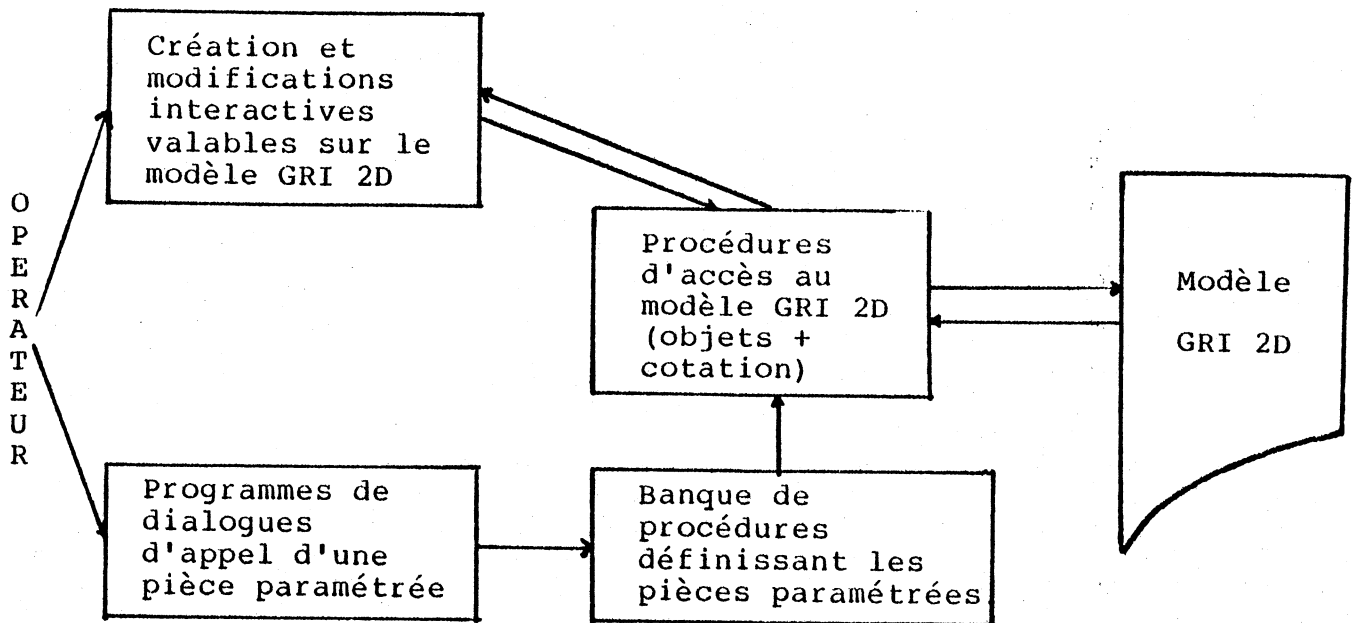 Création et
modifications
interactives
valables sur le
modèle GRI 2D
OPERATEUR
Procédures
d'accès au
modèle GRI 2D
(objets +
cotation)
Modèle
GRI 2D
Programmes de
dialogues
d'appel d'une
pièce paramétrée
Banque de
procédures
définissant les
pièces paramétrées